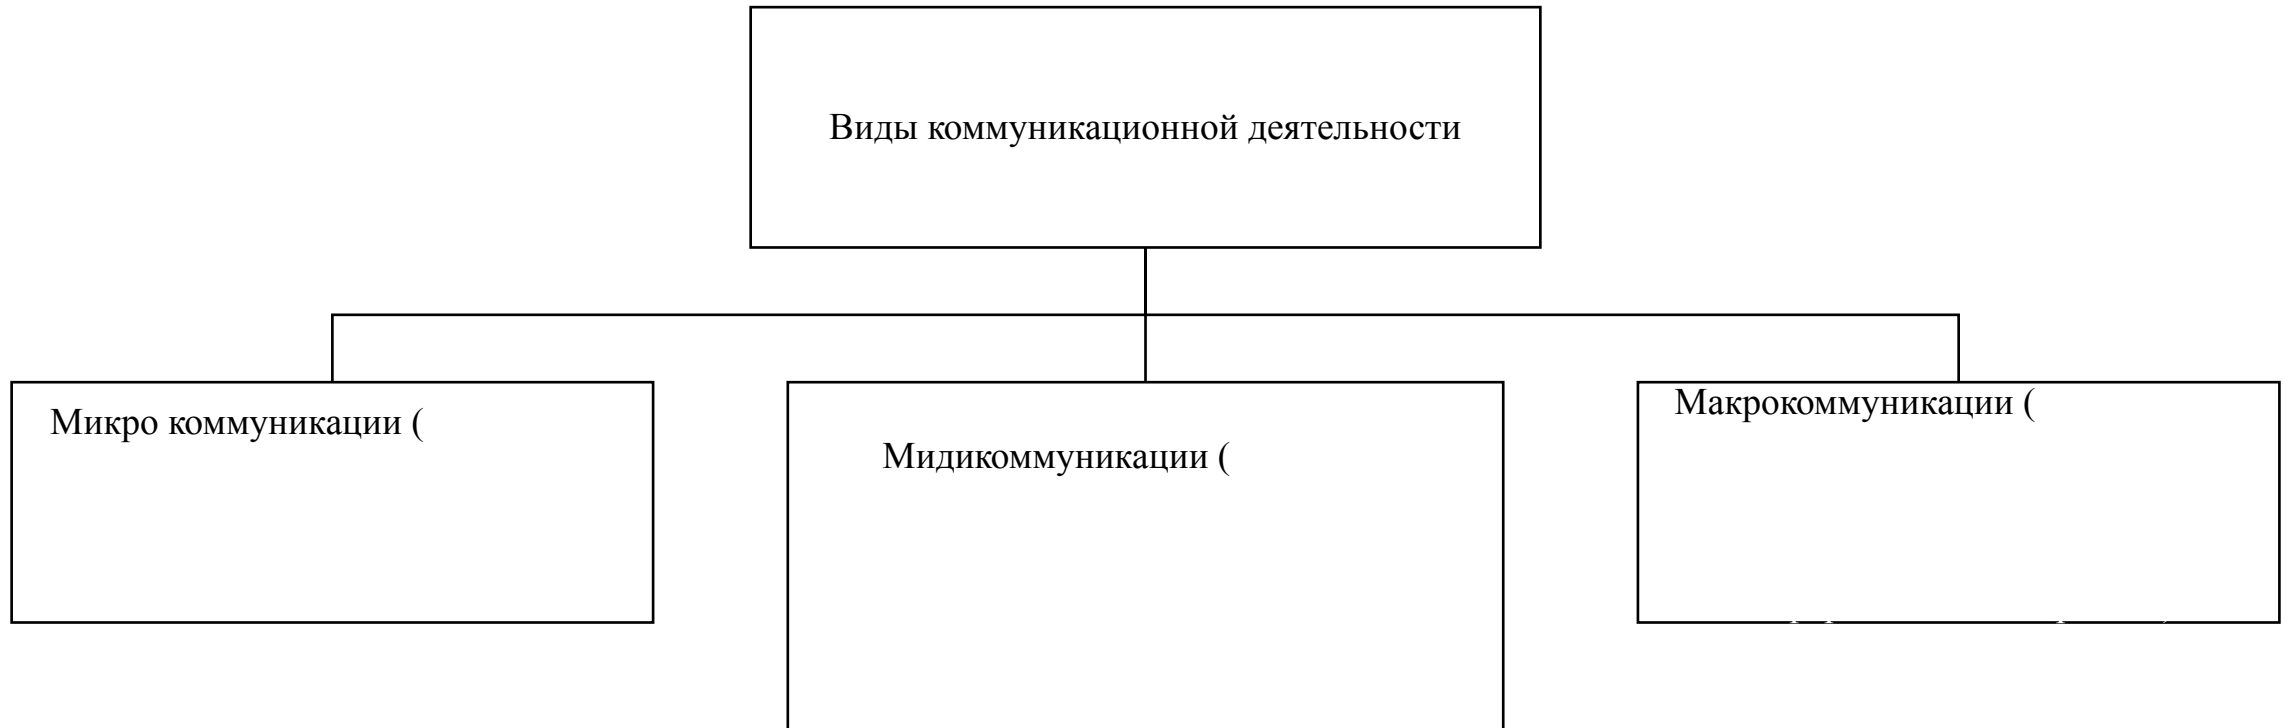 Виды коммуникационной деятельности
Микро коммуникации (
Мидикоммуникации (
Макрокоммуникации (